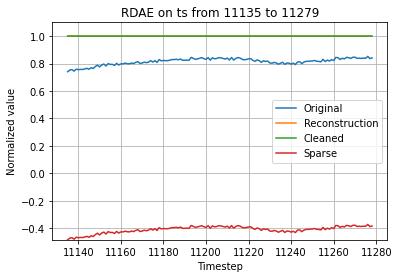 RDAE on ts from 11135 to 11279
Normalized value
1.0
0.8
0.6
0.4
0.2
0.0
−0.2
−0.4
Original
Reconstruction
Cleaned
Sparse
11140 11160 11180 11200 11220 11240 11260 11280
Timestep